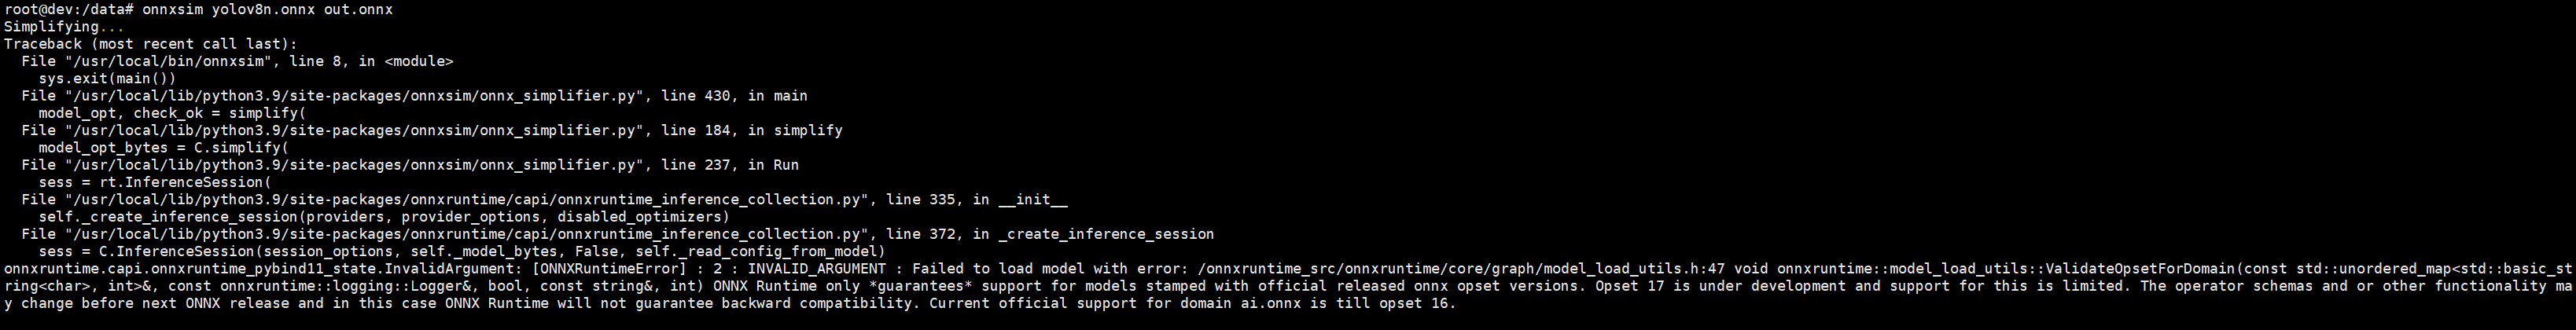 root@dev:/data# onnxsim yolov8n.onnx out.onnx
Simplifying...
Traceback (most recent call last):
  File "/usr/local/bin/onnxsim", line 8, in <module>
    sys.exit(main())
  File "/usr/local/lib/python3.9/site-packages/onnxsim/onnx_simplifier.py", line 430, in main
    model_opt, check_ok = simplify(
  File "/usr/local/lib/python3.9/site-packages/onnxsim/onnx_simplifier.py", line 184, in simplify
    model_opt_bytes = C.simplify(
  File "/usr/local/lib/python3.9/site-packages/onnxsim/onnx_simplifier.py", line 237, in Run
    sess = rt.InferenceSession(
  File "/usr/local/lib/python3.9/site-packages/onnxruntime/capi/onnxruntime_inference_collection.py", line 335, in __init__
    self._create_inference_session(providers, provider_options, disabled_optimizers)
  File "/usr/local/lib/python3.9/site-packages/onnxruntime/capi/onnxruntime_inference_collection.py", line 372, in _create_inference_session
    sess = C.InferenceSession(session_options, self._model_bytes, False, self._read_config_from_model)
onnxruntime.capi.onnxruntime_pybind11_state.InvalidArgument: [ONNXRuntimeError] : 2 : INVALID_ARGUMENT : Failed to load model with error: /onnxruntime_src/onnxruntime/core/graph/model_load_utils.h:47 void onnxruntime::model_load_utils::ValidateOpsetForDomain(const std::unordered_map<std::basic_st
ring<char>, int>&, const onnxruntime::logging::Logger&, bool, const string&, int) ONNX Runtime only *guarantees* support for models stamped with official released onnx opset versions. Opset 17 is under development and support for this is limited. The operator schemas and or other functionality ma
y change before next ONNX release and in this case ONNX Runtime will not guarantee backward compatibility. Current official support for domain ai.onnx is till opset 16.